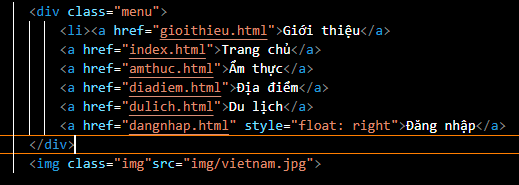 <div class="menu">
<li><a href="gioithieu.html">Giới thiệu</a>
<a href="index.html">Trang chủ</a>
<a href="amthuc.html">Ẩm thực</a>
<a href="diadiem.html">Địa điểm</a>
<a href="dulich.html">Du lịch</a>
<a href="dangnhap.html" style="float: right">Đăng nhập</a>
</div>
<img class="img"src="img/vietnam.jpg">